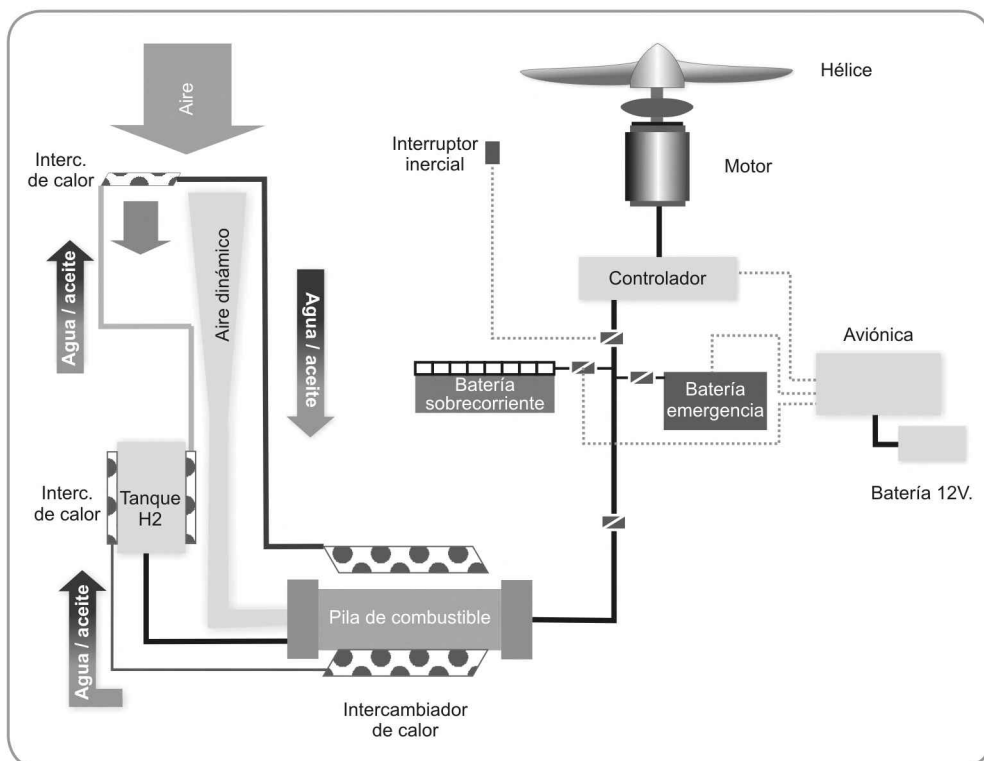 Aire
Hélice
Interruptor
inercial
Interc.
de calor
Motor
Agua / aceite
Aire dinámico
Agua / aceite
Controlador
Aviónica
Batería
sobrecorriente
Batería
emergencia
Interc.
de calor
Tanque
H2
Batería 12V.
Agua / aceite
Pila de combustible
Intercambiador
de calor